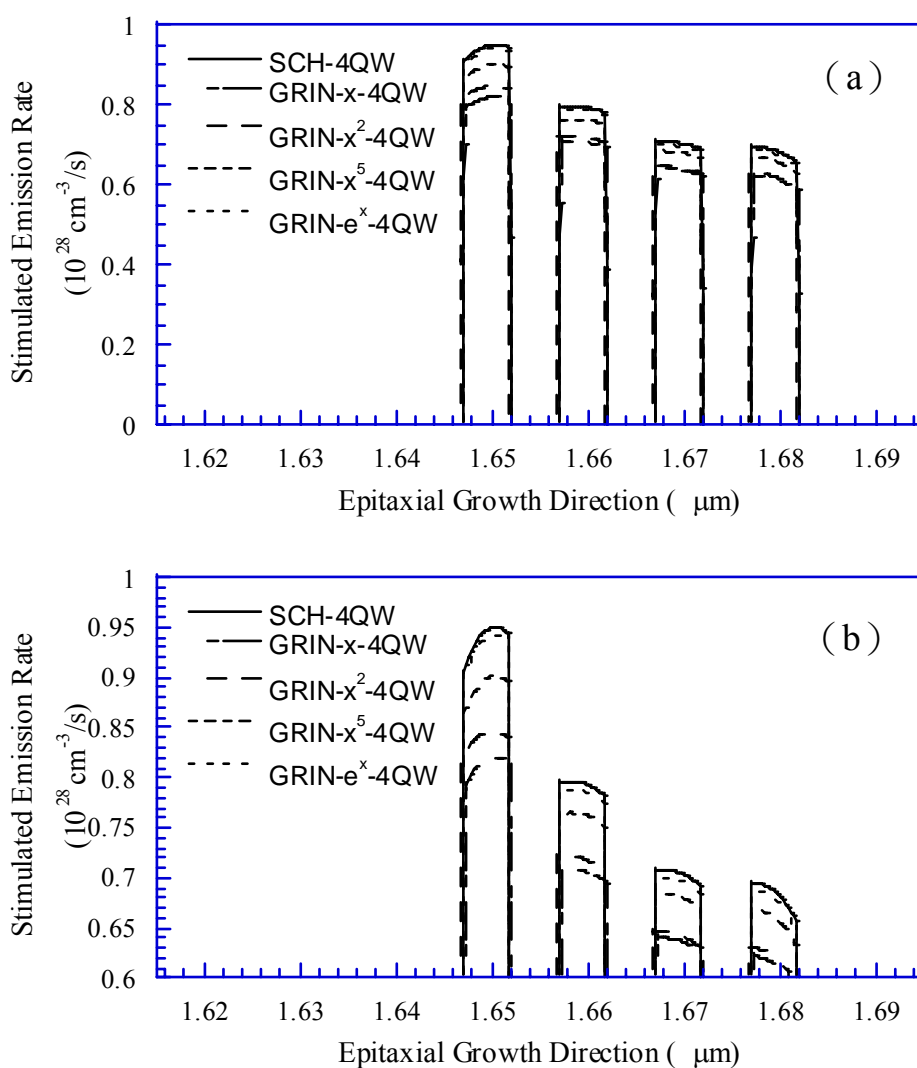 1
0.8
0.6
0.4
0.2
0
Stimulated Emission Rate
(10²⁸ cm⁻³/s)
SCH-4QW
GRIN-x-4QW
GRIN-x²-4QW
GRIN-x⁵-4QW
GRIN-eˣ-4QW
（a）
1.62 1.63 1.64 1.65 1.66 1.67 1.68 1.69
Epitaxial Growth Direction ( μm)
1
0.95
0.9
0.85
0.8
0.75
0.7
0.65
0.6
Stimulated Emission Rate
(10²⁸ cm⁻³/s)
SCH-4QW
GRIN-x-4QW
GRIN-x²-4QW
GRIN-x⁵-4QW
GRIN-eˣ-4QW
（b）
1.62 1.63 1.64 1.65 1.66 1.67 1.68 1.69
Epitaxial Growth Direction ( μm)